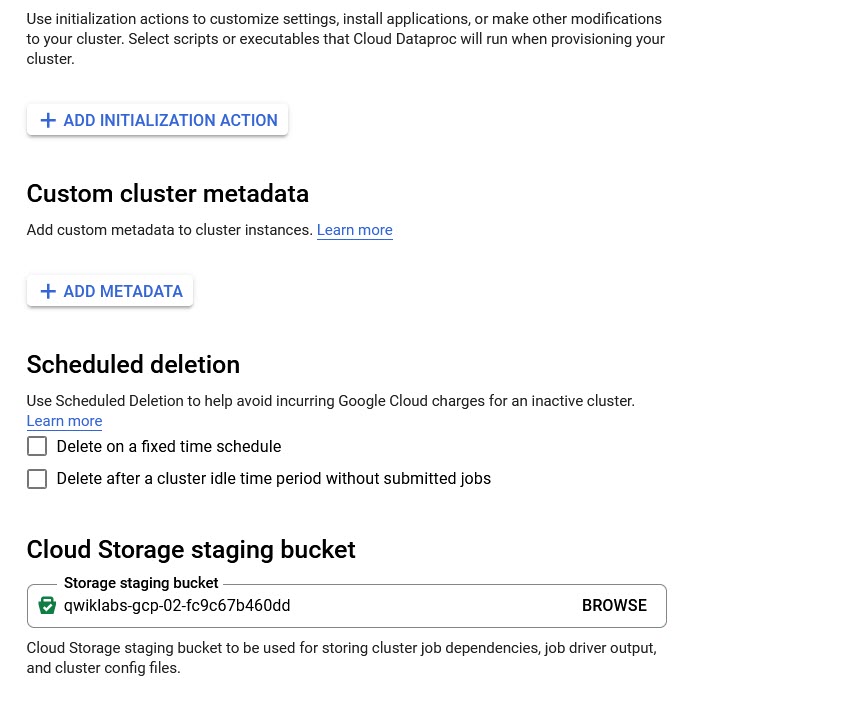 Use initialization actions to customize settings, install applications, or make other modifications
to your cluster. Select scripts or executables that Cloud Dataproc will run when provisioning your
cluster.
ADD INITIALIZATION ACTION
Custom cluster metadata
Add custom metadata to cluster instances. Learn more
ADD METADATA
Scheduled deletion
Use Scheduled Deletion to help avoid incurring Google Cloud charges for an inactive cluster.
Learn more
Delete on a fixed time schedule
Delete after a cluster idle time period without submitted jobs
Cloud Storage staging bucket
Storage staging bucket
qwiklabs-gcp-02-fc9c67b460dd BROWSE
Cloud Storage staging bucket to be used for storing cluster job dependencies, job driver output,
and cluster config files.